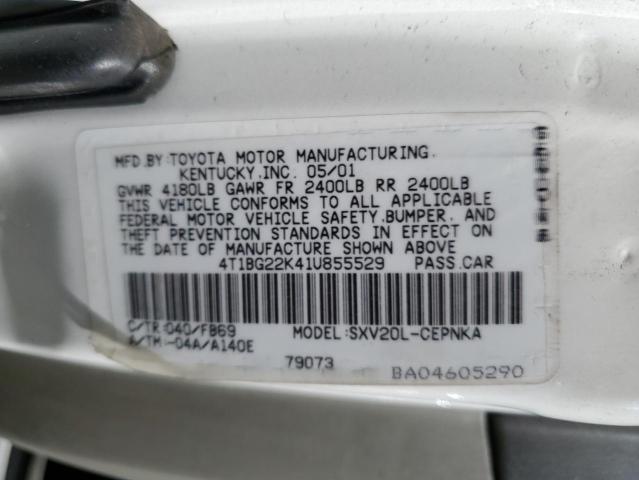 MFD.BY:TOYOTA MOTOR MANUFACTURING.
KENTUCKY.INC. 05/01
GVWR 4180LB GAWR FR 2400LB RR 2400LB
THIS VEHICLE CONFORMS TO ALL APPLICABLE
FEDERAL MOTOR VEHICLE SAFETY.BUMPER. AND
THEFT PREVENTION STANDARDS IN EFFECT ON
THE DATE OF MANUFACTURE SHOWN ABOVE
4T1BG22K41U855529 PASS.CAR
C/TR:040/FB69 MODEL:SXV20L-CEPNKA
A/TM:-04A/A140E
79073
BA04605290